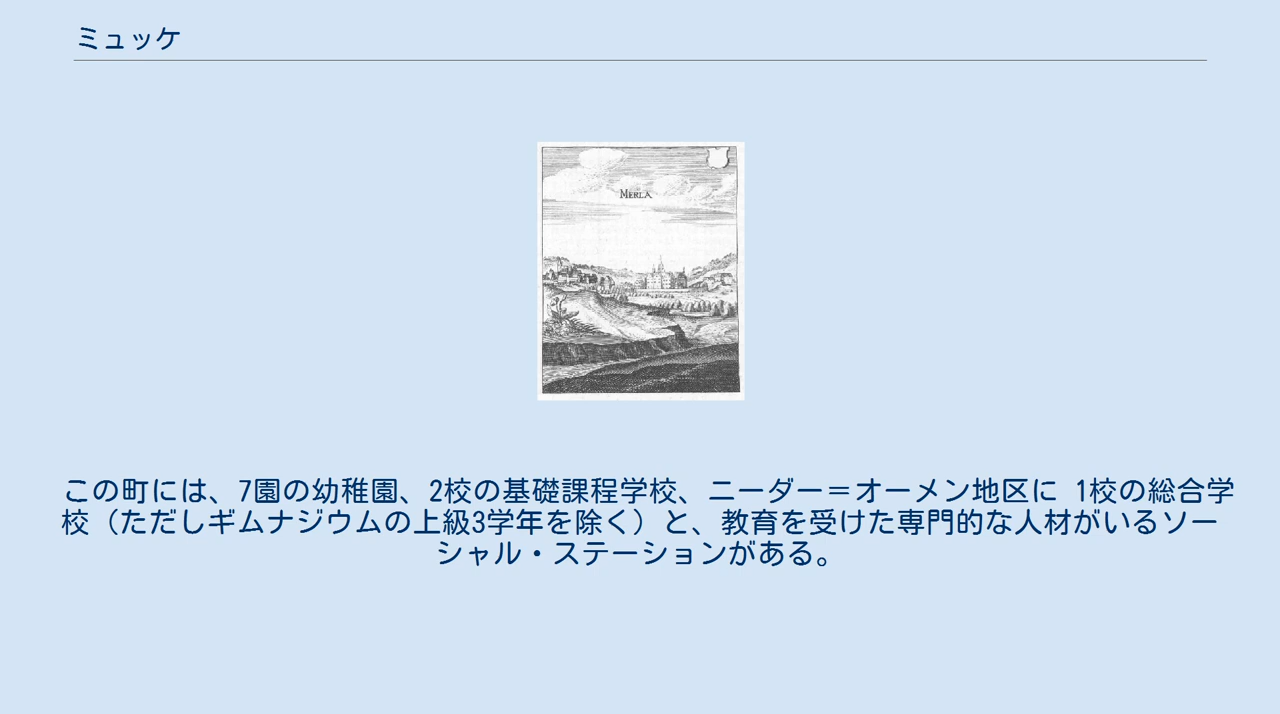 ミュッケ
MERLA
この町には、7園の幼稚園、2校の基礎課程学校、ニーダー＝オーメン地区に 1校の総合学
校（ただしギムナジウムの上級3学年を除く）と、教育を受けた専門的な人材がいるソー
シャル・ステーションがある。